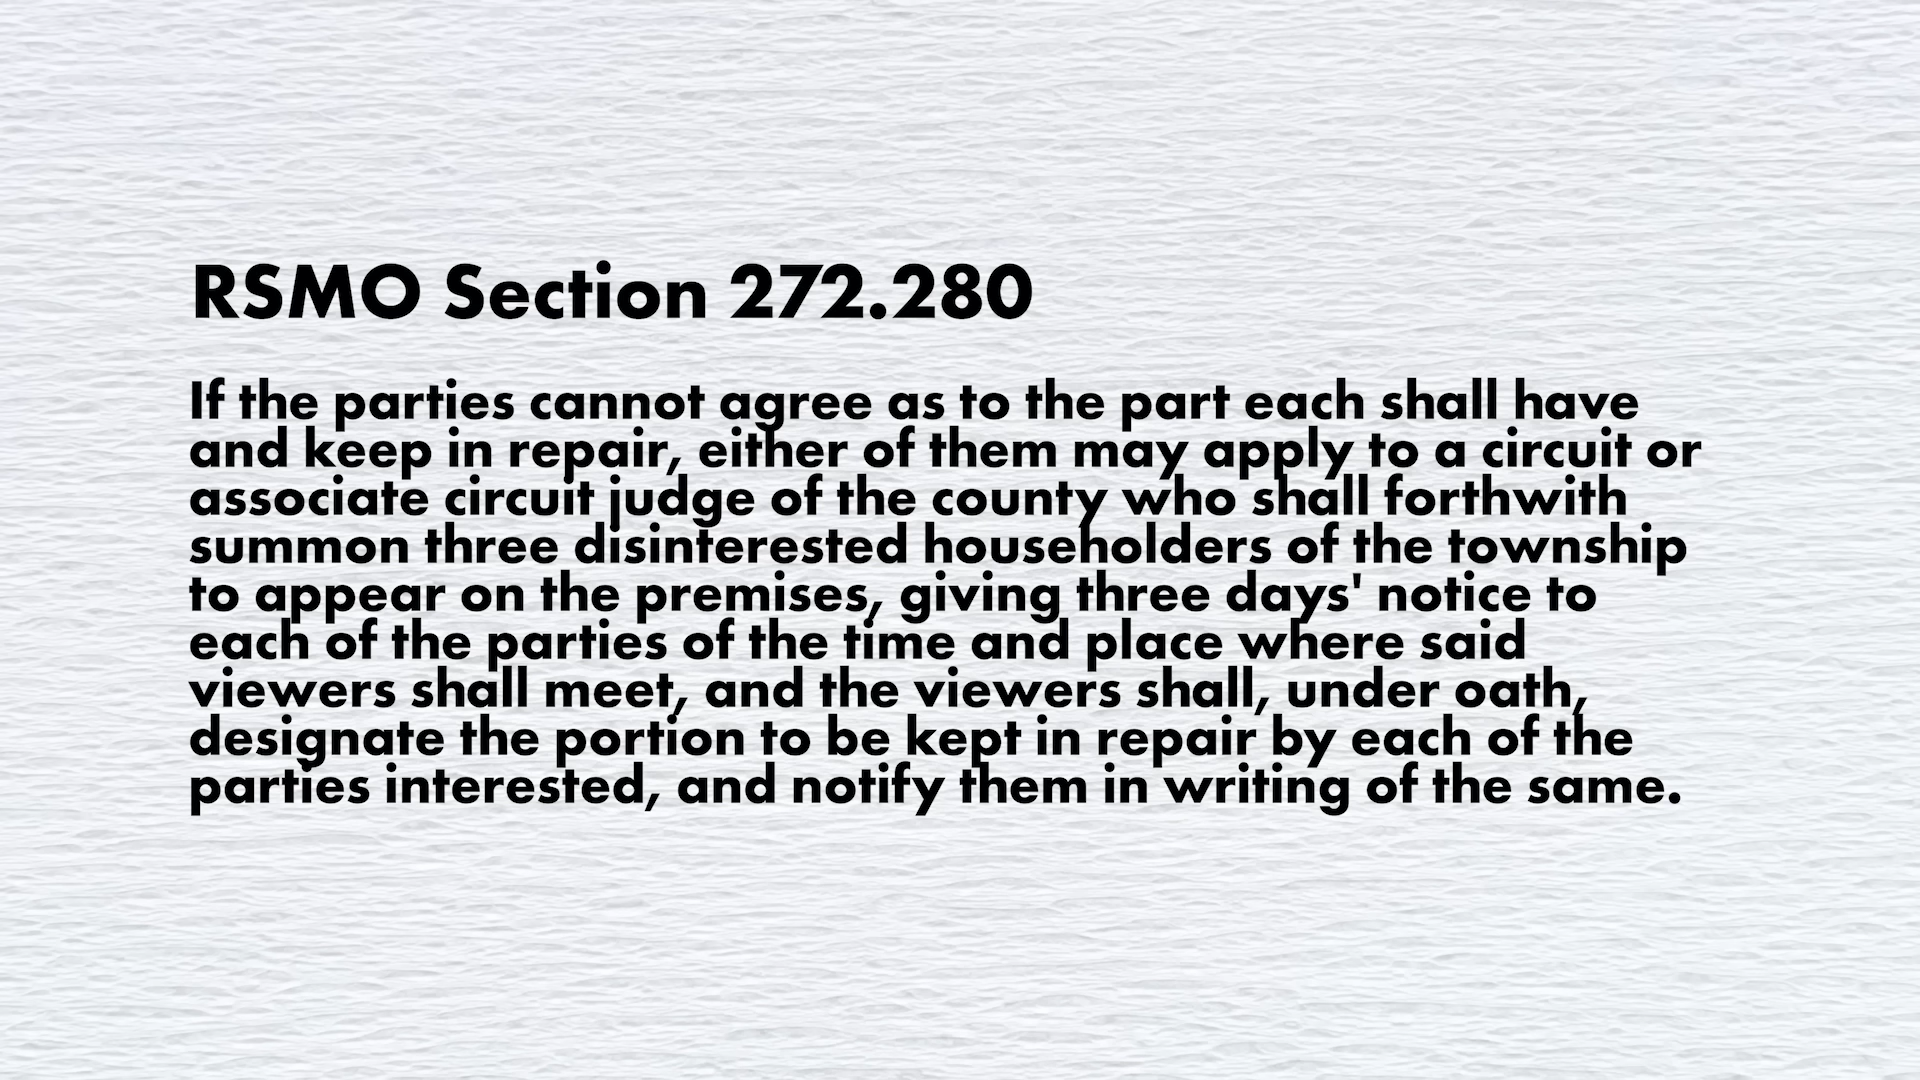 RSMO Section 272.280
If the parties cannot agree as to the part each shall have
and keep in repair, either of them may apply to a circuit or
associate circuit judge of the county who shall forthwith
summon three disinterested householders of the township
to appear on the premises, giving three days' notice to
each of the parties of the time and place where said
viewers shall meet, and the viewers shall, under oath,
designate the portion to be kept in repair by each of the
parties interested, and notify them in writing of the same.